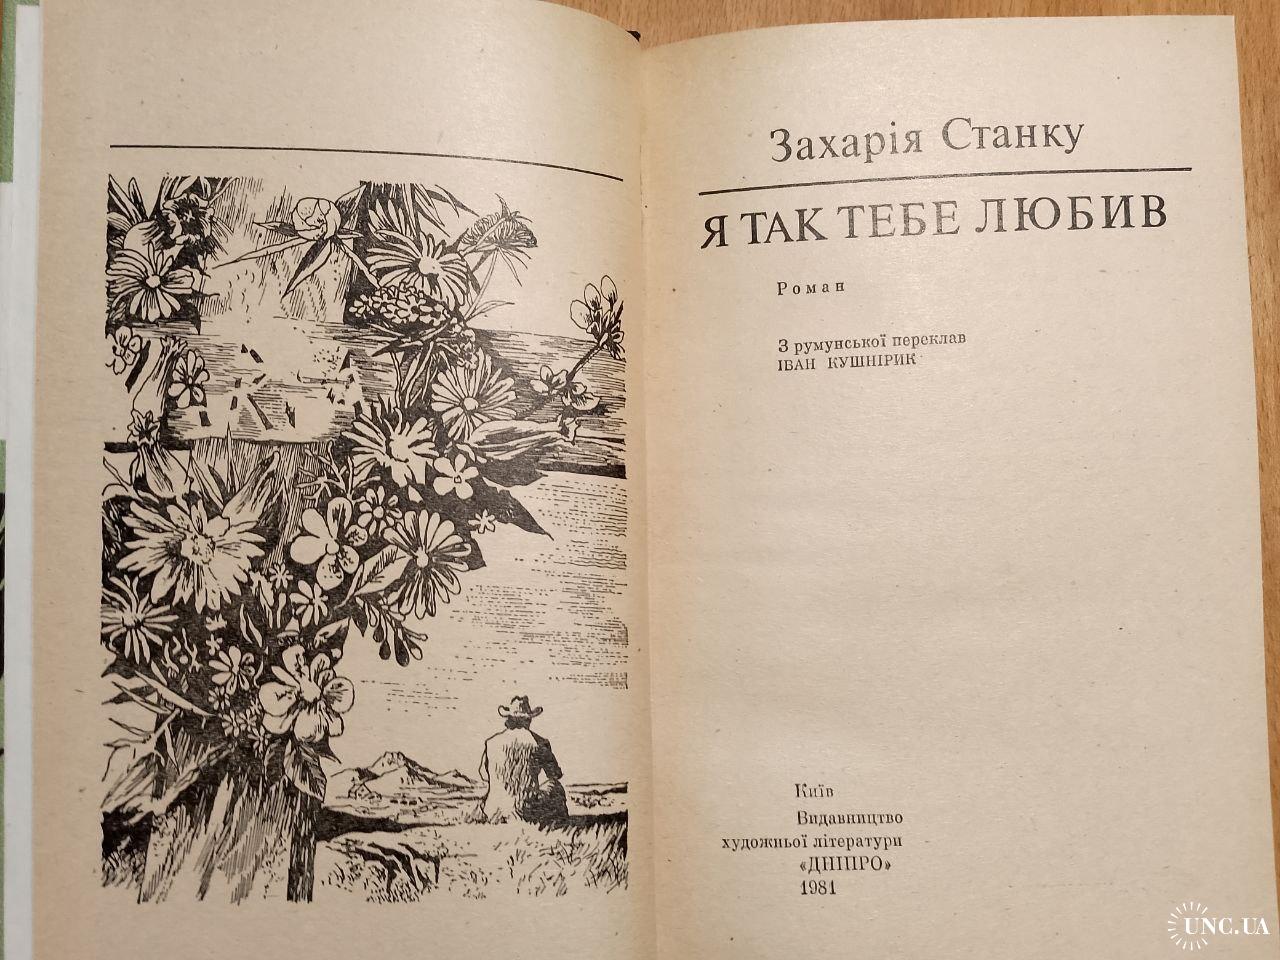 Захарія Станку
Я ТАК ТЕБЕ ЛЮБИВ
Роман
З румунської переклав
ІВАН КУШНІРИК
Київ
Видавництво
художньої літератури
«ДНІПРО»
1981
UNC.UA